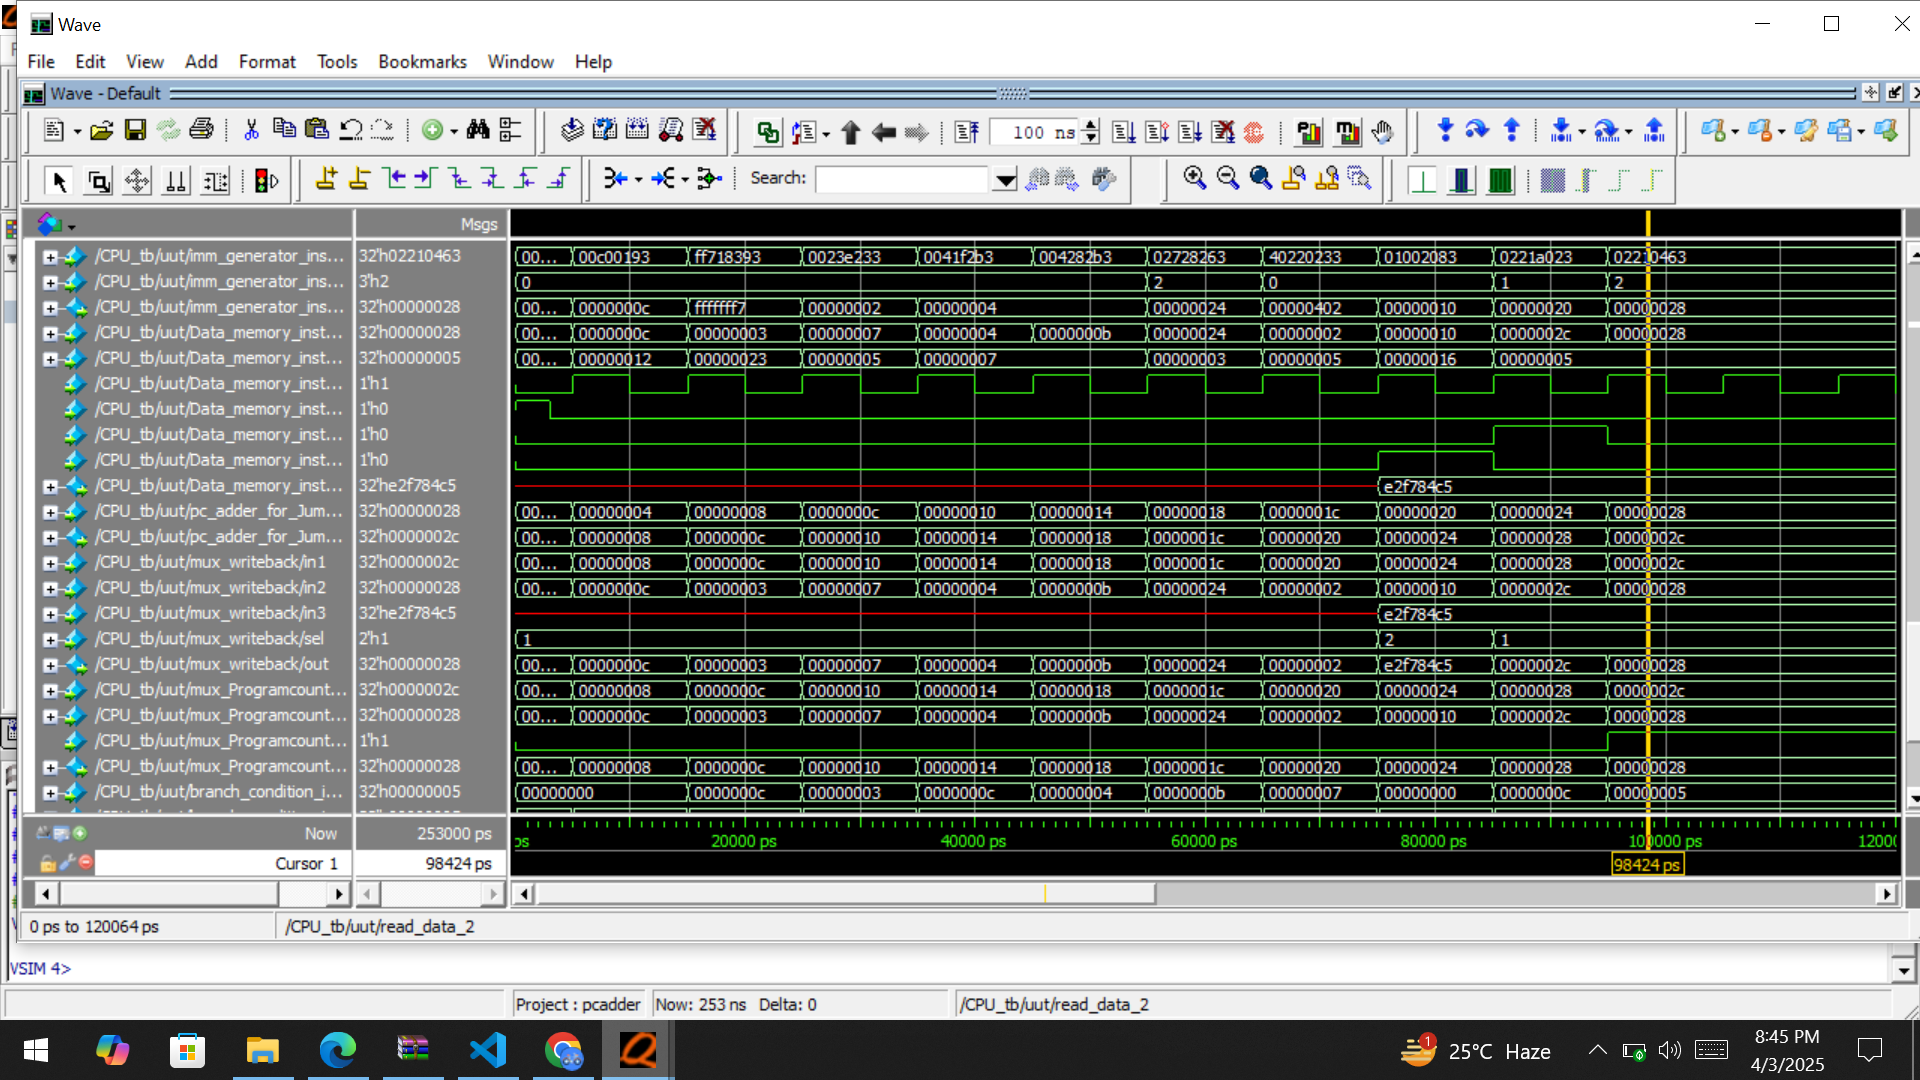 Wave
File Edit View Add Format Tools Bookmarks Window Help
Wave - Default
100 ns
Search:
Msgs
/CPU_tb/uut/imm_generator_ins... 32'h02210463 00... 00c00193 ff718393 0023e233 0041f2b3 004282b3 02728263 40220233 01002083 0221a023 02210463
/CPU_tb/uut/imm_generator_ins... 3'h2 0 2 0 1 2
/CPU_tb/uut/imm_generator_ins... 32'h00000028 00... 0000000c fffffff7 00000002 00000004 00000024 00000402 00000010 00000020 00000028
/CPU_tb/uut/Data_memory_inst... 32'h00000028 00... 0000000c 00000003 00000007 00000004 0000000b 00000024 00000002 00000010 0000002c 00000028
/CPU_tb/uut/Data_memory_inst... 32'h00000005 00... 00000012 00000023 00000005 00000007 00000003 00000005 00000016 00000005
/CPU_tb/uut/Data_memory_inst... 1'h1
/CPU_tb/uut/Data_memory_inst... 1'h0
/CPU_tb/uut/Data_memory_inst... 1'h0
/CPU_tb/uut/Data_memory_inst... 1'h0
/CPU_tb/uut/Data_memory_inst... 32'he2f784c5 e2f784c5
/CPU_tb/uut/pc_adder_for_Jum... 32'h00000028 00... 00000004 00000008 0000000c 00000010 00000014 00000018 0000001c 00000020 00000024 00000028
/CPU_tb/uut/pc_adder_for_Jum... 32'h0000002c 00... 00000008 0000000c 00000010 00000014 00000018 0000001c 00000020 00000024 00000028 0000002c
/CPU_tb/uut/mux_writeback/in1 32'h0000002c 00... 00000008 0000000c 00000010 00000014 00000018 0000001c 00000020 00000024 00000028 0000002c
/CPU_tb/uut/mux_writeback/in2 32'h00000028 00... 0000000c 00000003 00000007 00000004 0000000b 00000024 00000002 00000010 0000002c 00000028
/CPU_tb/uut/mux_writeback/in3 32'he2f784c5 e2f784c5
/CPU_tb/uut/mux_writeback/sel 2'h1 1 2 1
/CPU_tb/uut/mux_writeback/out 32'h00000028 00... 0000000c 00000003 00000007 00000004 0000000b 00000024 00000002 e2f784c5 0000002c 00000028
/CPU_tb/uut/mux_Programcount... 32'h0000002c 00... 00000008 0000000c 00000010 00000014 00000018 0000001c 00000020 00000024 00000028 0000002c
/CPU_tb/uut/mux_Programcount... 32'h00000028 00... 0000000c 00000003 00000007 00000004 0000000b 00000024 00000002 00000010 0000002c 00000028
/CPU_tb/uut/mux_Programcount... 1'h1
/CPU_tb/uut/mux_Programcount... 32'h00000028 00... 00000008 0000000c 00000010 00000014 00000018 0000001c 00000020 00000024 00000028 00000028
/CPU_tb/uut/branch_condition_i... 32'h00000005 00000000 0000000c 00000003 0000000c 00000004 0000000b 00000007 00000000 0000000c 00000005
Now 253000 ps
ps 20000 ps 40000 ps 60000 ps 80000 ps 100000 ps 12000
Cursor 1 98424 ps 98424 ps
0 ps to 120064 ps /CPU_tb/uut/read_data_2
VSIM 4>
Project : pcadder Now: 253 ns Delta: 0 /CPU_tb/uut/read_data_2
1 25°C Haze 8:45 PM
4/3/2025